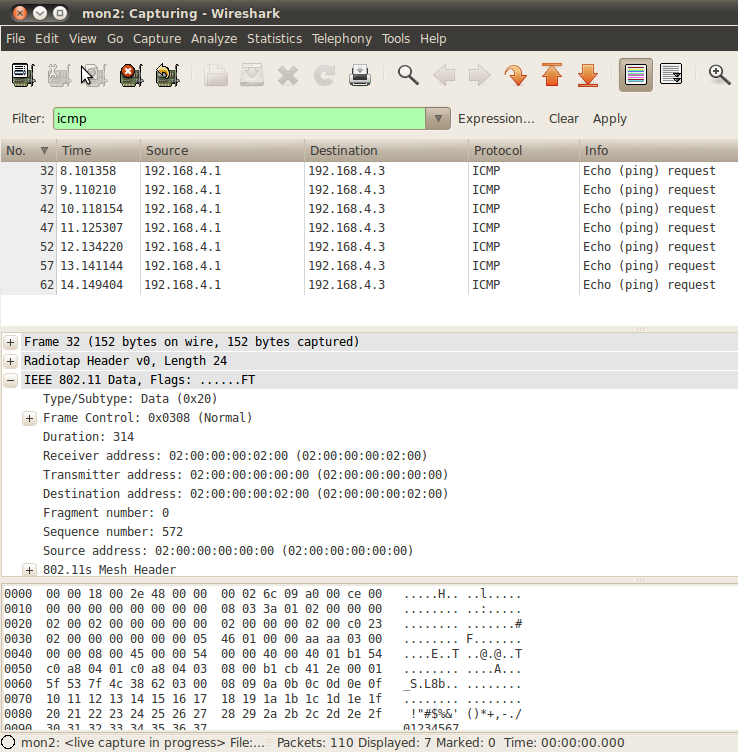 mon2: Capturing - Wireshark
File Edit View Go Capture Analyze Statistics Telephony Tools Help
Filter: icmp Expression... Clear Apply
No. Time Source Destination Protocol Info
32 8.101358 192.168.4.1 192.168.4.3 ICMP Echo (ping) request
37 9.110210 192.168.4.1 192.168.4.3 ICMP Echo (ping) request
42 10.118154 192.168.4.1 192.168.4.3 ICMP Echo (ping) request
47 11.125307 192.168.4.1 192.168.4.3 ICMP Echo (ping) request
52 12.134220 192.168.4.1 192.168.4.3 ICMP Echo (ping) request
57 13.141144 192.168.4.1 192.168.4.3 ICMP Echo (ping) request
62 14.149404 192.168.4.1 192.168.4.3 ICMP Echo (ping) request
Frame 32 (152 bytes on wire, 152 bytes captured)
Radiotap Header v0, Length 24
IEEE 802.11 Data, Flags: ......FT
Type/Subtype: Data (0x20)
Frame Control: 0x0308 (Normal)
Duration: 314
Receiver address: 02:00:00:00:02:00 (02:00:00:00:02:00)
Transmitter address: 02:00:00:00:00:00 (02:00:00:00:00:00)
Destination address: 02:00:00:00:02:00 (02:00:00:00:02:00)
Fragment number: 0
Sequence number: 572
Source address: 02:00:00:00:00:00 (02:00:00:00:00:00)
802.11s Mesh Header
0000 00 00 18 00 2e 48 00 00 00 02 6c 09 a0 00 ce 00 .....H.. ..l.....
0010 00 00 00 00 00 00 00 00 08 03 3a 01 02 00 00 00 ........ ..:.....
0020 02 00 02 00 00 00 00 00 02 00 00 00 02 00 c0 23 ........ .......#
0030 02 00 00 00 00 00 00 05 46 01 00 00 aa aa 03 00 ........ F.......
0040 00 00 08 00 45 00 00 54 00 00 40 00 40 01 b1 54 ....E..T ..@.@..T
0050 c0 a8 04 01 c0 a8 04 03 08 00 b1 cb 41 2e 00 01 ........ ....A...
0060 5f 53 7f 4c 38 62 03 00 08 09 0a 0b 0c 0d 0e 0f _S.L8b.. ........
0070 10 11 12 13 14 15 16 17 18 19 1a 1b 1c 1d 1e 1f ........ ........
0080 20 21 22 23 24 25 26 27 28 29 2a 2b 2c 2d 2e 2f !"#$%&' ()*+,-./
0090 30 31 32 33 34 35 36 37 01234567
mon2: <live capture in progress> File:... Packets: 110 Displayed: 7 Marked: 0 Time: 00:00:00.000